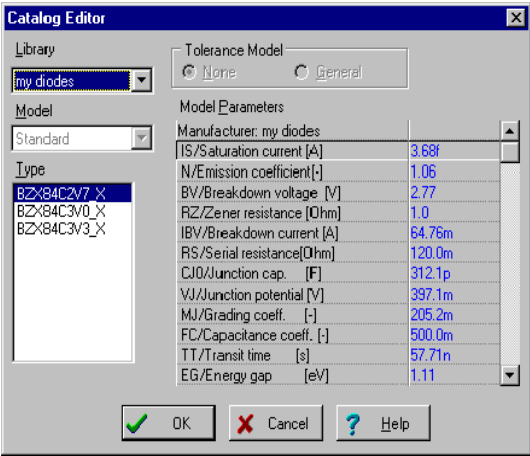 Catalog Editor
Library
my diodes
Model
Standard
Type
BZX84C2V7_X
BZX84C3V0_X
BZX84C3V3_X
Tolerance Model
None General
Model Parameters
Manufacturer: my diodes
IS/Saturation current [A] 3.68f
N/Emission coefficient[-] 1.06
BV/Breakdown voltage [V] 2.77
RZ/Zener resistance [Ohm] 1.0
IBV/Breakdown current [A] 64.76m
RS/Serial resistance[Ohm] 120.0m
CJ0/Junction cap. [F] 312.1p
VJ/Junction potential [V] 397.1m
MJ/Grading coeff. [-] 205.2m
FC/Capacitance coeff. [-] 500.0m
TT/Transit time [s] 57.71n
EG/Energy gap [eV] 1.11
OK Cancel Help